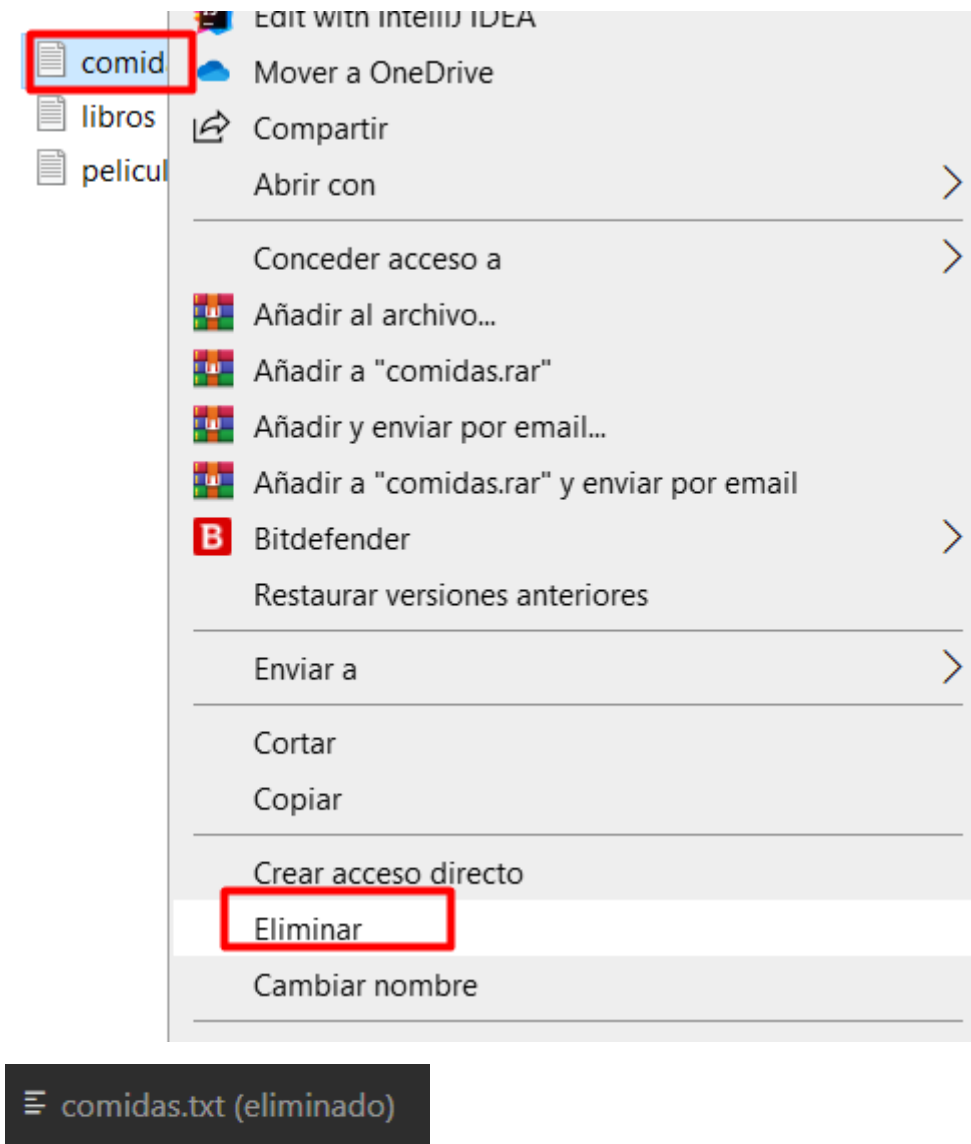 Edit with IntelliJ IDEA
comid
Mover a OneDrive
libros
Compartir
pelicul
Abrir con
Conceder acceso a
Añadir al archivo...
Añadir a "comidas.rar"
Añadir y enviar por email...
Añadir a "comidas.rar" y enviar por email
B Bitdefender
Restaurar versiones anteriores
Enviar a
Cortar
Copiar
Crear acceso directo
Eliminar
Cambiar nombre
comidas.txt (eliminado)